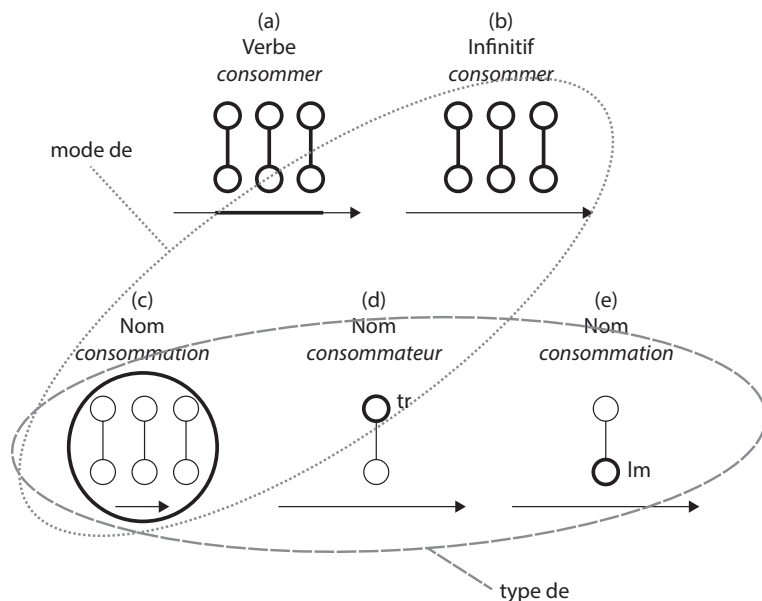 (a)
Verbe
consommer
(b)
Infinitif
consommer
mode de
(c)
Nom
consommation
(d)
Nom
consommateur
(e)
Nom
consommation
tr
lm
type de